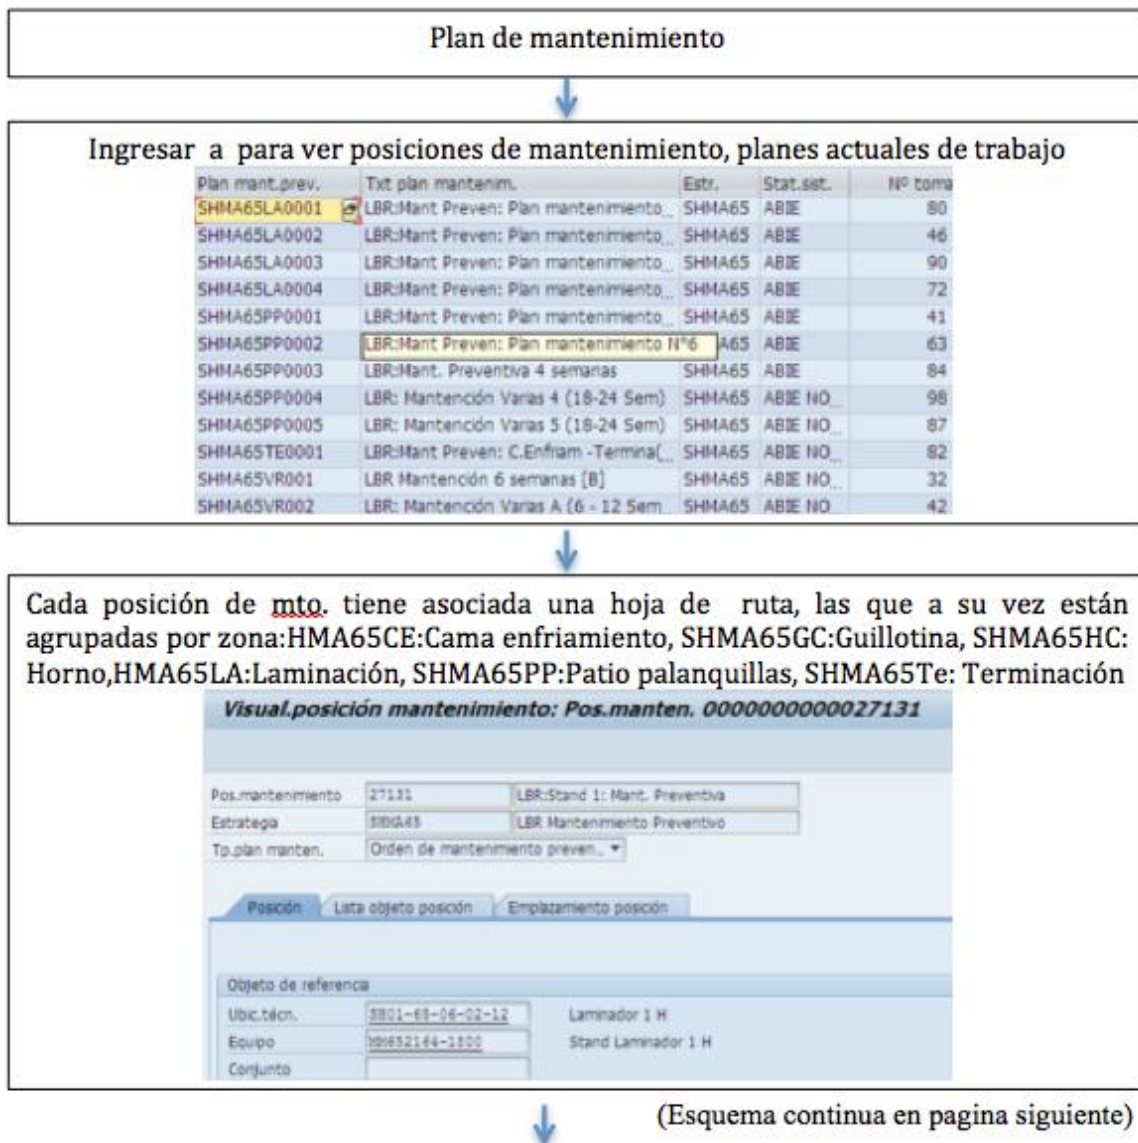 Plan de mantenimiento
Ingresar a para ver posiciones de mantenimiento, planes actuales de trabajo
Plan mant.prev. Txt plan mantenim. Estr. Stat.sist. Nº toma
SHMA65LA0001 LBR:Mant Preven: Plan mantenimiento... SHMA65 ABIE 80
SHMA65LA0002 LBR:Mant Preven: Plan mantenimiento... SHMA65 ABIE 46
SHMA65LA0003 LBR:Mant Preven: Plan mantenimiento... SHMA65 ABIE 90
SHMA65LA0004 LBR:Mant Preven: Plan mantenimiento... SHMA65 ABIE 72
SHMA65PP0001 LBR:Mant Preven: Plan mantenimiento... SHMA65 ABIE 41
SHMA65PP0002 LBR:Mant Preven: Plan mantenimiento N°6 A65 ABIE 63
SHMA65PP0003 LBR:Mant. Preventiva 4 semanas SHMA65 ABIE 84
SHMA65PP0004 LBR: Mantención Varias 4 (18-24 Sem) SHMA65 ABIE NO... 98
SHMA65PP0005 LBR: Mantención Varias 5 (18-24 Sem) SHMA65 ABIE NO... 87
SHMA65TE0001 LBR:Mant Preven: C.Enfriam -Termina(... SHMA65 ABIE NO... 82
SHMA65VR001 LBR Mantención 6 semanas [B] SHMA65 ABIE NO... 32
SHMA65VR002 LBR: Mantención Varias A (6 - 12 Sem SHMA65 ABIE NO 42
Cada posición de mto. tiene asociada una hoja de ruta, las que a su vez están
agrupadas por zona:HMA65CE:Cama enfriamiento, SHMA65GC:Guillotina, SHMA65HC:
Horno,HMA65LA:Laminación, SHMA65PP:Patio palanquillas, SHMA65Te: Terminación
Visual.posición mantenimiento: Pos.manten. 0000000000027131
Pos.mantenimiento 27131 LBR:Stand 1: Mant. Preventiva
Estrategia LBR Mantenimiento Preventivo
Tp.plan manten. Orden de mantenimiento preven..
Posición Lista objeto posición Emplazamiento posición
Objeto de referencia
Ubic.técn. SB01-65-06-02-12 Laminador 1 H
Equipo Stand Laminador 1 H
Conjunto
(Esquema continua en pagina siguiente)